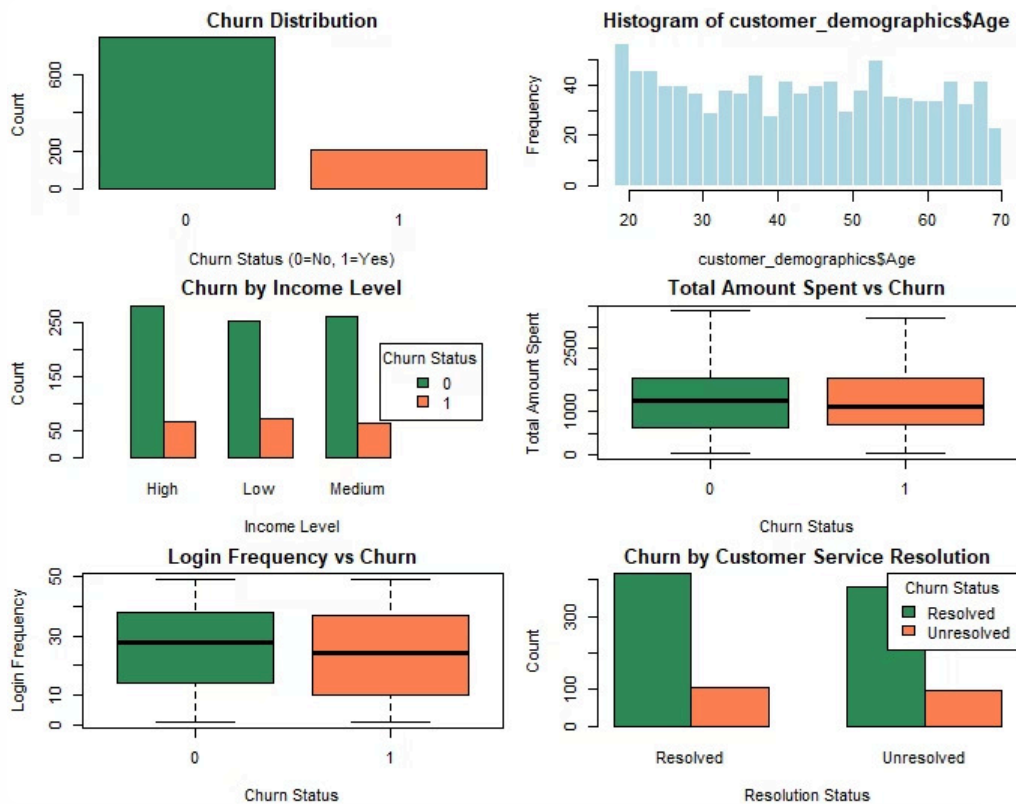 Churn Distribution
Count
0
200
600
0
1
Churn Status (0=No, 1=Yes)
Histogram of customer_demographics$Age
Frequency
0
20
40
20
30
40
50
60
70
customer_demographics$Age
Churn by Income Level
Count
0
50
150
250
High
Low
Medium
Income Level
Churn Status
0
1
Total Amount Spent vs Churn
Total Amount Spent
0
1000
2500
0
1
Churn Status
Login Frequency vs Churn
Login Frequency
0
10
30
50
0
1
Churn Status
Churn by Customer Service Resolution
Count
0
100
300
Resolved
Unresolved
Resolution Status
Churn Status
Resolved
Unresolved